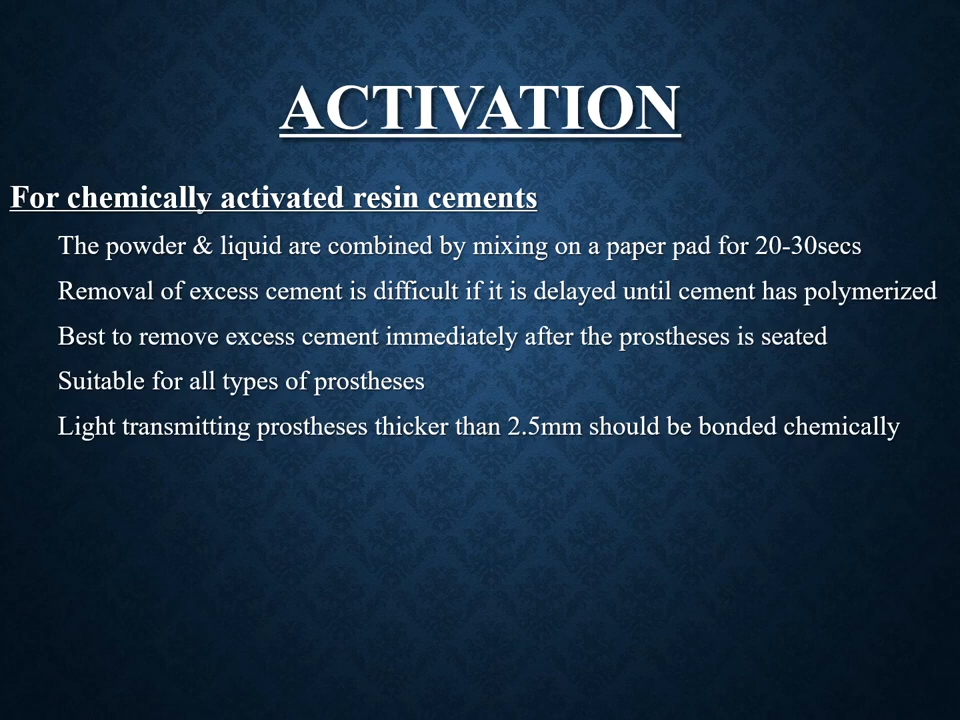 ACTIVATION
For chemically activated resin cements
The powder & liquid are combined by mixing on a paper pad for 20-30secs
Removal of excess cement is difficult if it is delayed until cement has polymerized
Best to remove excess cement immediately after the prostheses is seated
Suitable for all types of prostheses
Light transmitting prostheses thicker than 2.5mm should be bonded chemically